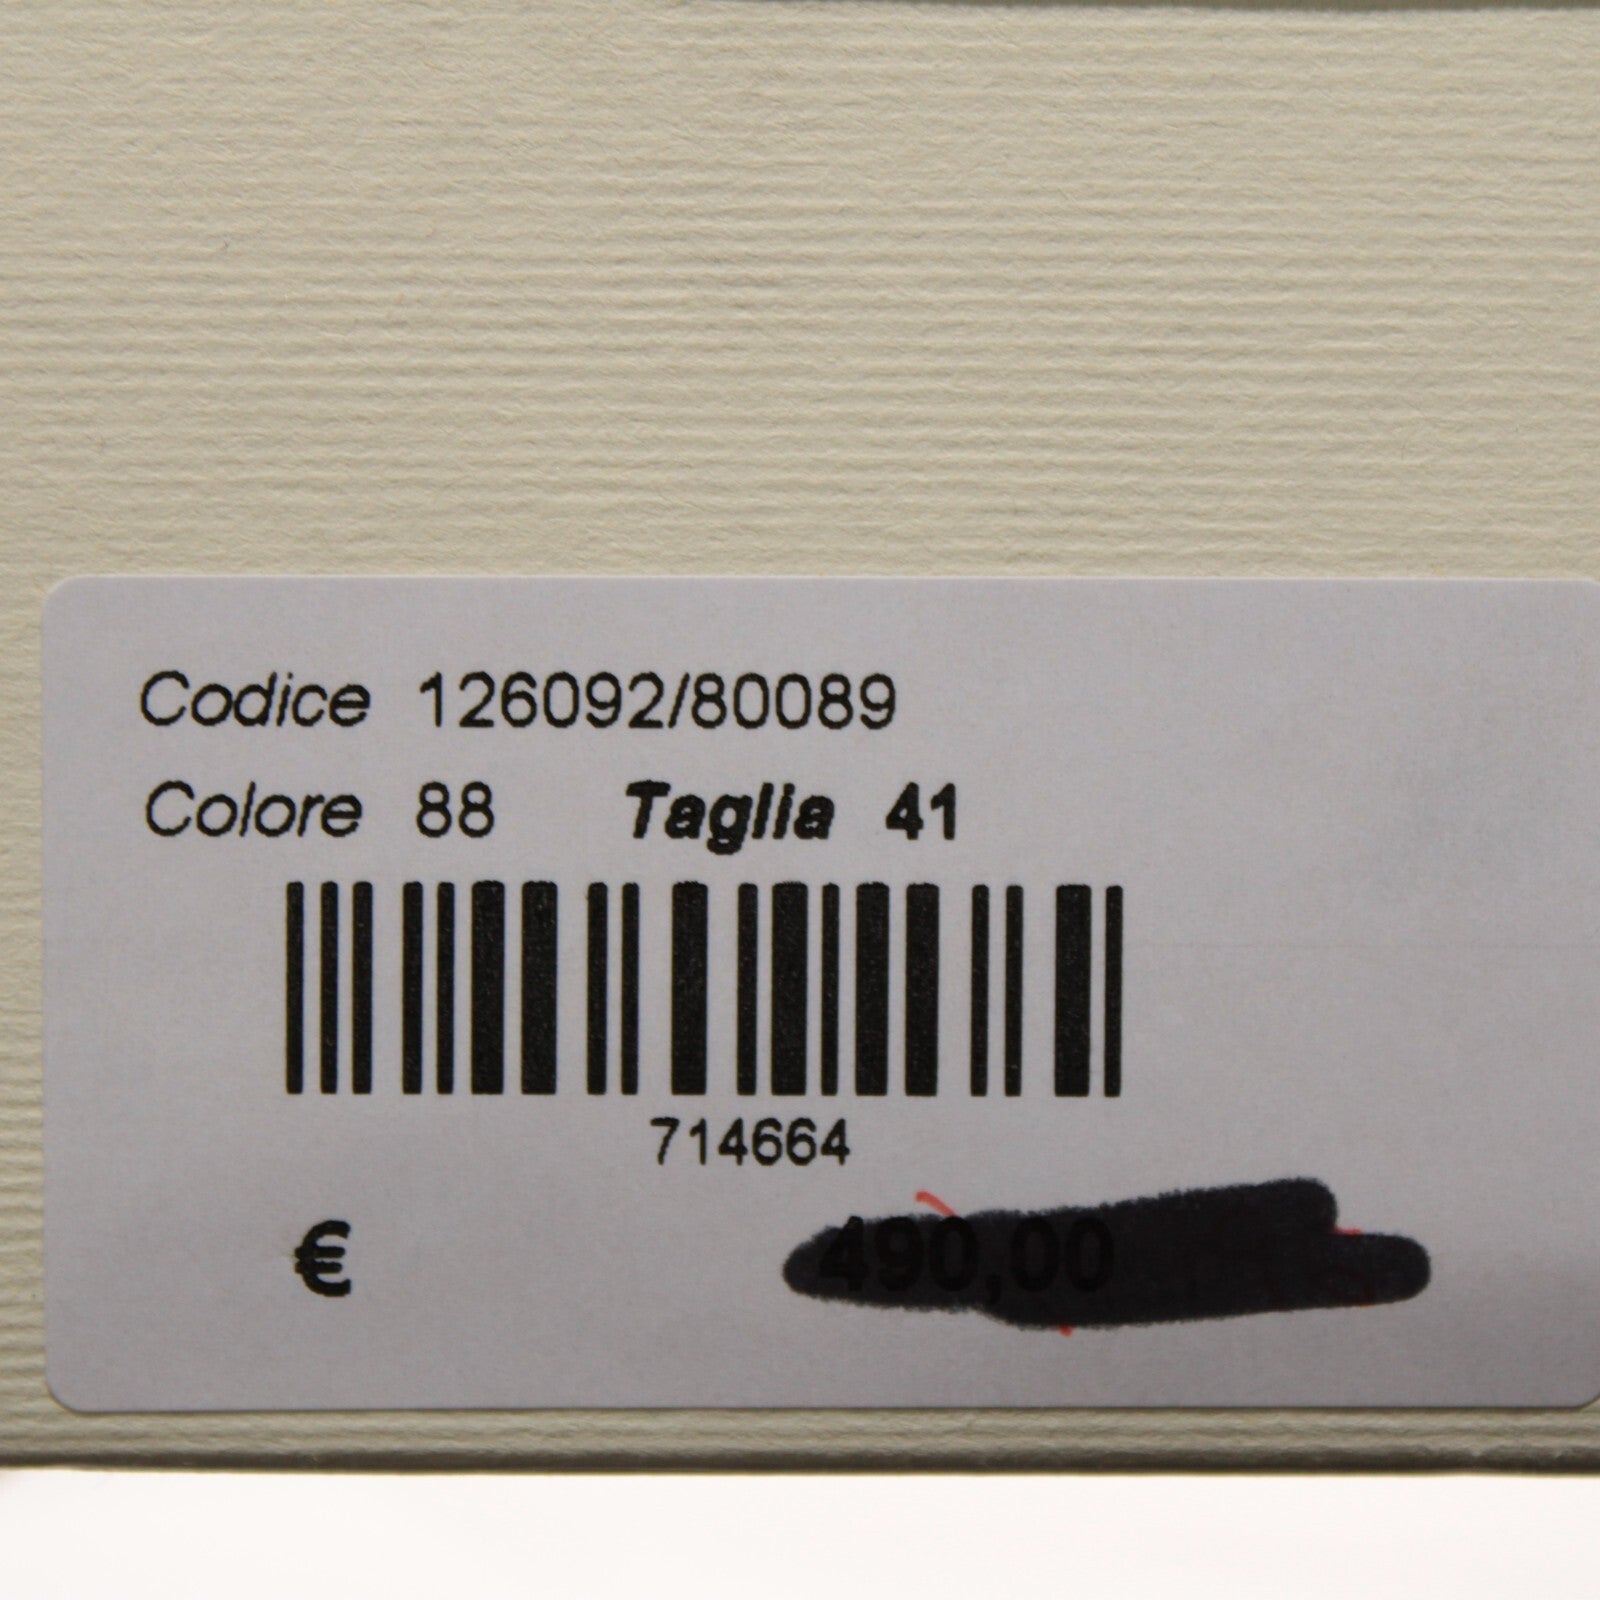 Codice 126092/80089
Colore 88 Taglia 41
714664
€ 490,00